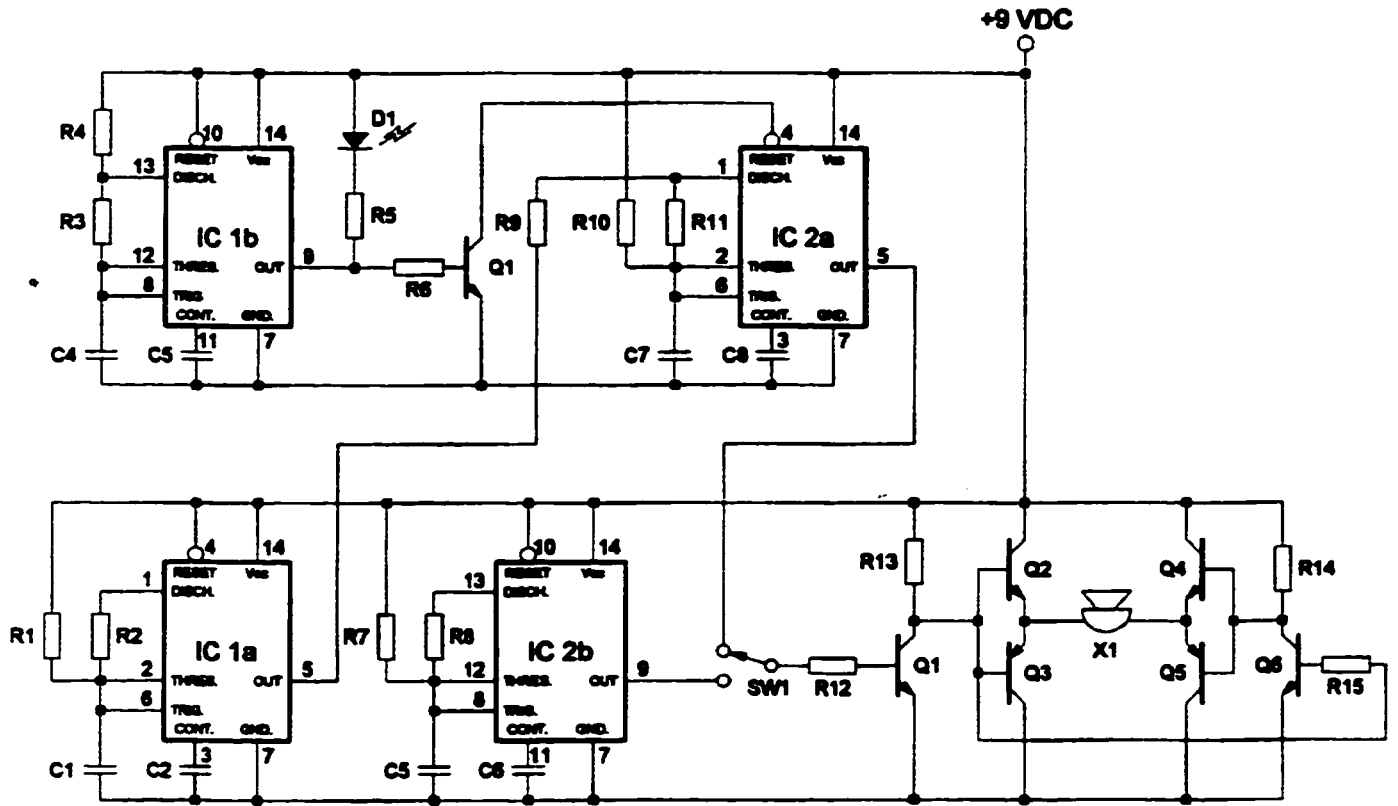 +9 VDC
R4
10
14
D1
4
14
13
RESET
Vcc
DISCH.
1
RESET
Vcc
DISCH.
R3
IC 1b
R5
R9
R10
R11
IC 2a
12
THRES.
OUT
9
R6
Q1
2
THRES.
OUT
5
8
TRIG.
CONT.
GND.
6
TRIG.
CONT.
GND.
C4
C5
11
7
C7
C8
3
7
4
14
10
14
R13
Q2
Q4
R14
1
RESET
Vcc
DISCH.
13
RESET
Vcc
DISCH.
R1
R2
IC 1a
R7
R8
IC 2b
X1
2
THRES.
OUT
5
12
THRES.
OUT
9
SW1
R12
Q1
Q3
Q5
Q6
R15
6
TRIG.
CONT.
GND.
8
TRIG.
CONT.
GND.
C1
C2
3
7
C5
C6
11
7